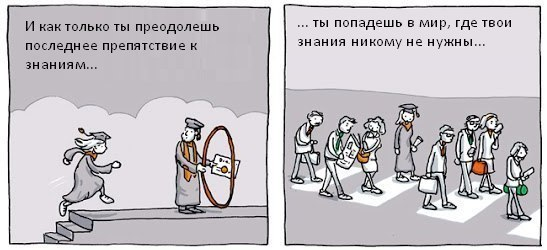 И как только ты преодолешь
последнее препятствие к
знаниям...
... ты попадешь в мир, где твои
знания никому не нужны...